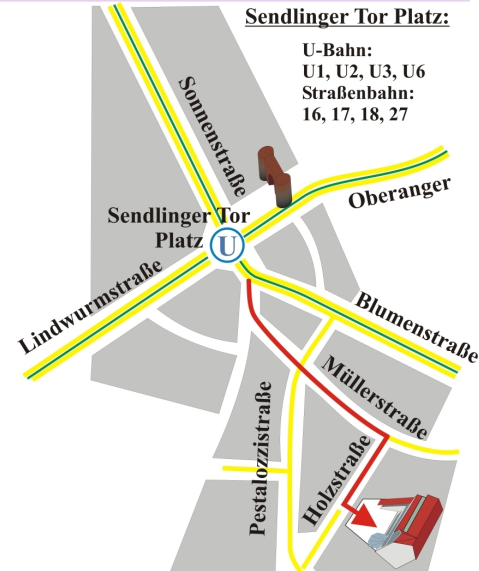 Sendlinger Tor Platz:
U-Bahn:
U1, U2, U3, U6
Straßenbahn:
16, 17, 18, 27
Sonnenstraße
Oberanger
Sendlinger Tor
Platz
U
Lindwurmstraße
Blumenstraße
Müllerstraße
Pestalozzistraße
Holzstraße